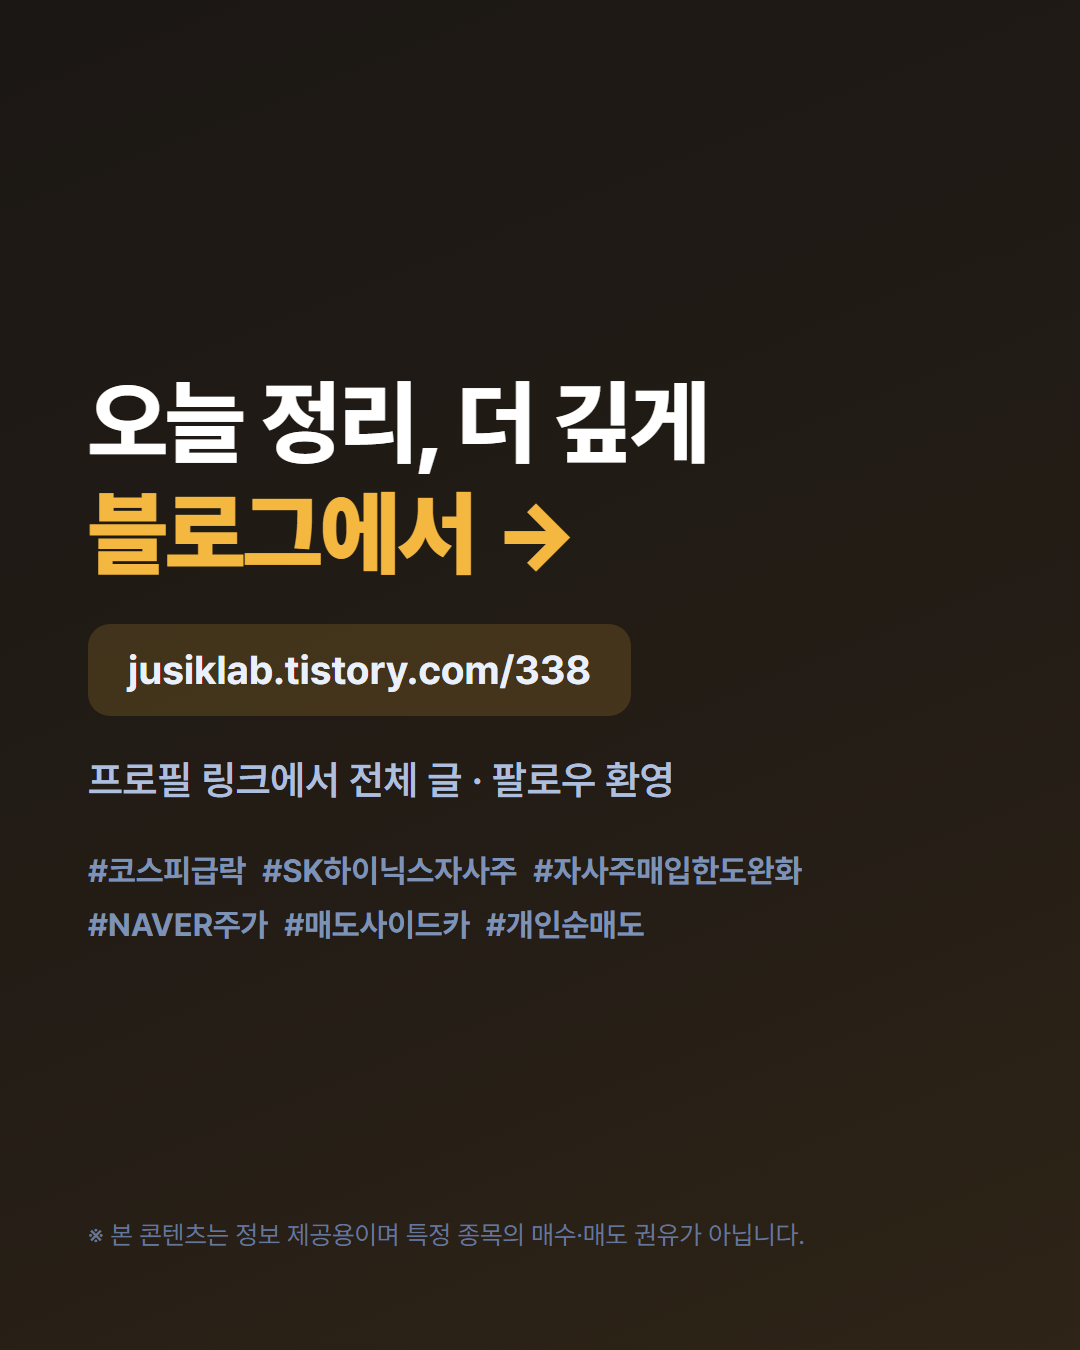 오늘 정리, 더 깊게
블로그에서 →
jusiklab.tistory.com/338
프로필 링크에서 전체 글 · 팔로우 환영
#코스피급락 #SK하이닉스자사주 #자사주매입한도완화
#NAVER주가 #매도사이드카 #개인순매도
※ 본 콘텐츠는 정보 제공용이며 특정 종목의 매수·매도 권유가 아닙니다.